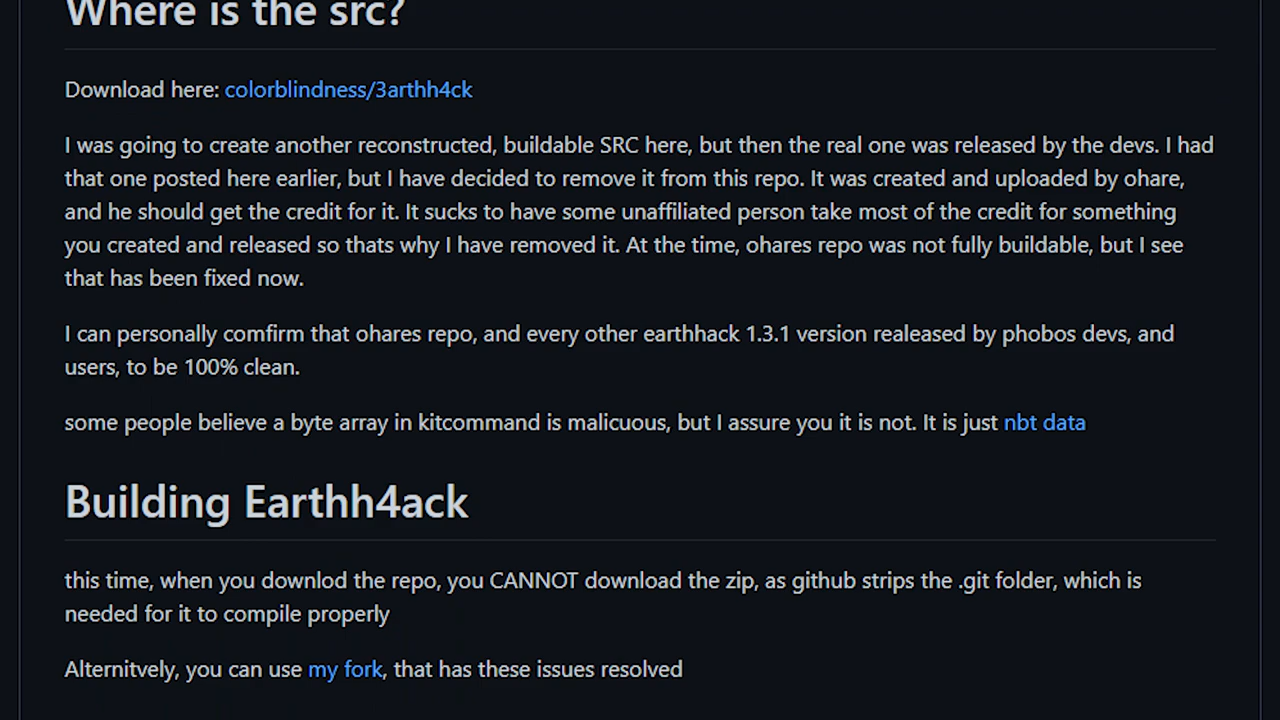 Where is the src?
Download here: colorblindness/3arthh4ck
I was going to create another reconstructed, buildable SRC here, but then the real one was released by the devs. I had
that one posted here earlier, but I have decided to remove it from this repo. It was created and uploaded by ohare,
and he should get the credit for it. It sucks to have some unaffiliated person take most of the credit for something
you created and released so thats why I have removed it. At the time, ohares repo was not fully buildable, but I see
that has been fixed now.
I can personally comfirm that ohares repo, and every other earthhack 1.3.1 version realeased by phobos devs, and
users, to be 100% clean.
some people believe a byte array in kitcommand is malicuous, but I assure you it is not. It is just nbt data
Building Earthh4ack
this time, when you downlod the repo, you CANNOT download the zip, as github strips the .git folder, which is
needed for it to compile properly
Alternitvely, you can use my fork, that has these issues resolved